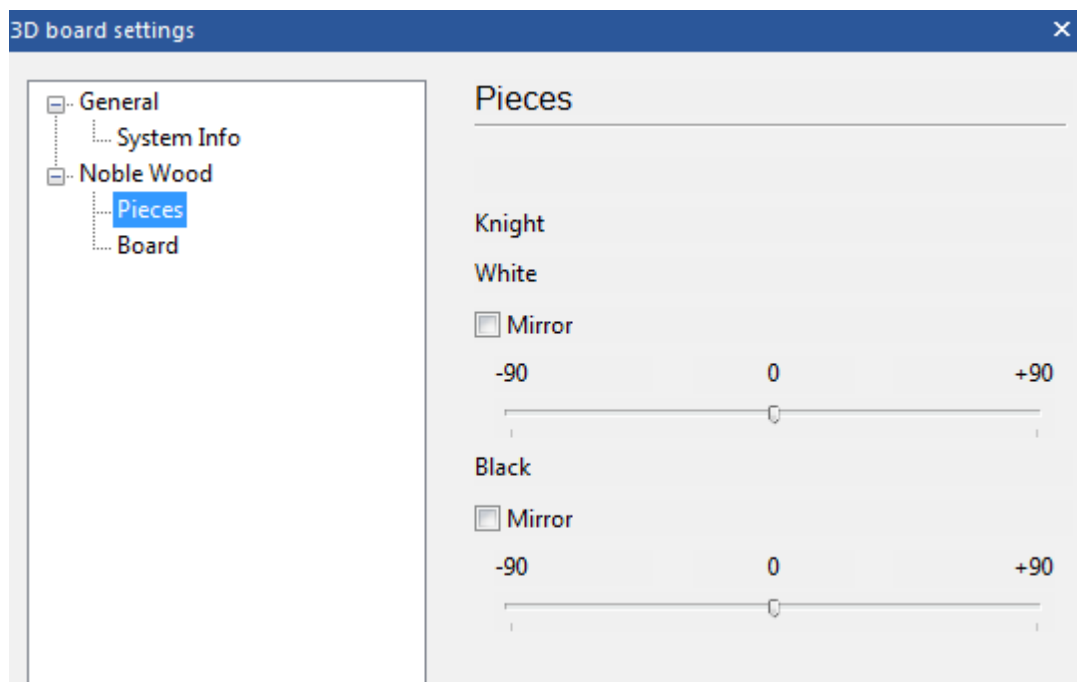 3D board settings
General
System Info
Noble Wood
Pieces
Board
Pieces
Knight
White
Mirror
-90 0 +90
Black
Mirror
-90 0 +90